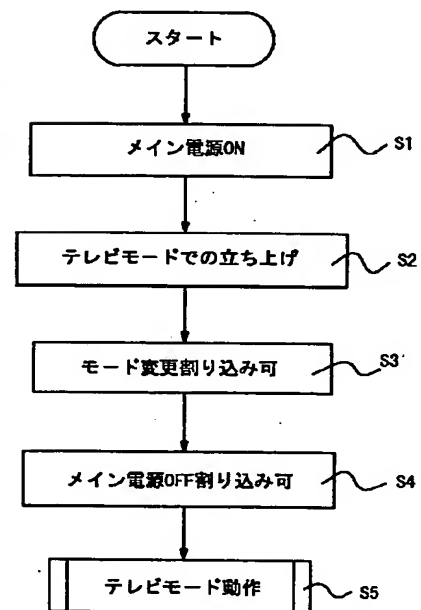 スタート
メイン電源ON
S1
テレビモードでの立ち上げ
S2
モード変更割り込み可
S3
メイン電源OFF割り込み可
S4
テレビモード動作
S5